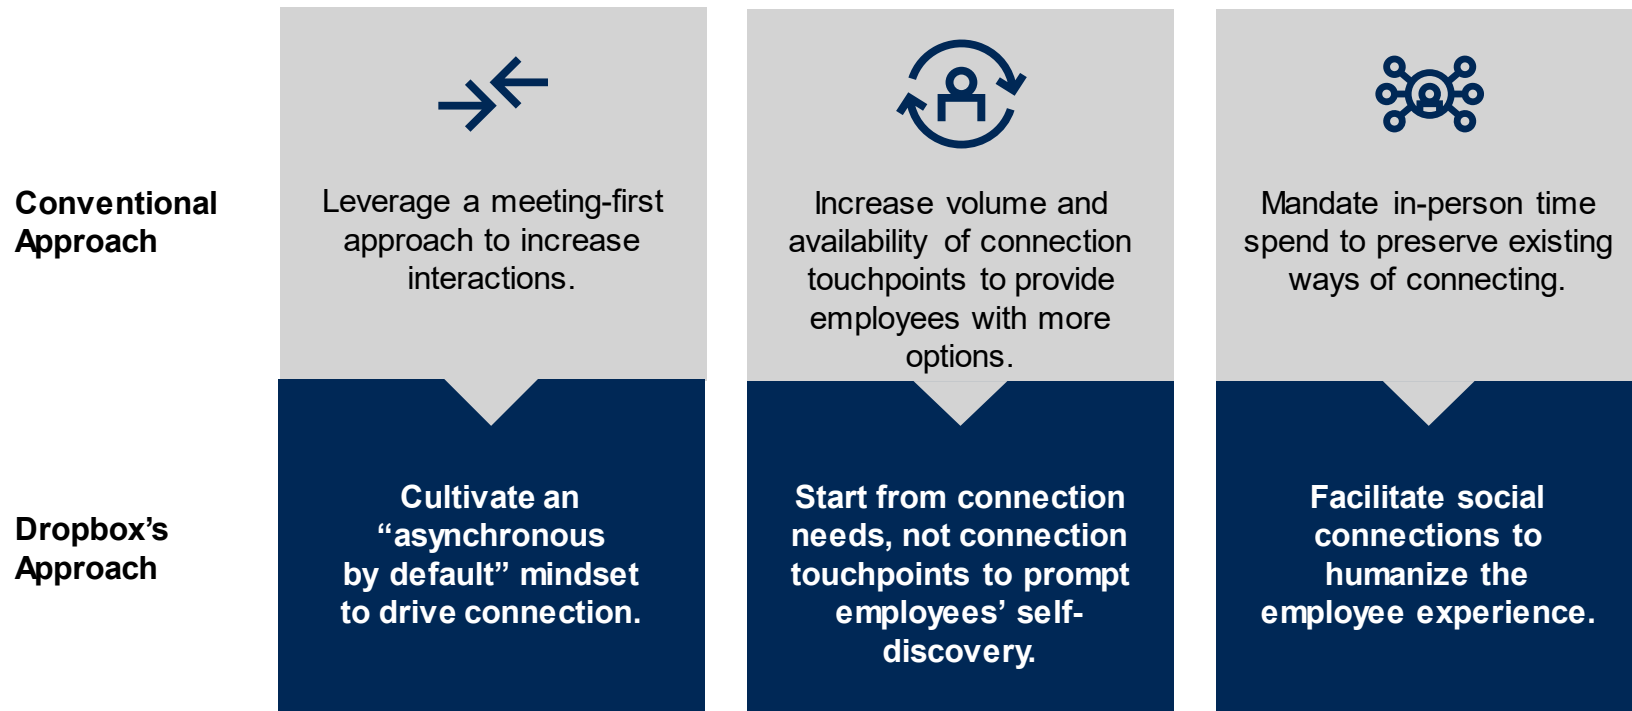 Conventional
Approach
Leverage a meeting-first
approach to increase
interactions.
Increase volume and
availability of connection
touchpoints to provide
employees with more
options.
Mandate in-person time
spend to preserve existing
ways of connecting.
Dropbox’s
Approach
Cultivate an
“asynchronous
by default” mindset
to drive connection.
Start from connection
needs, not connection
touchpoints to prompt
employees’ self-
discovery.
Facilitate social
connections to
humanize the
employee experience.